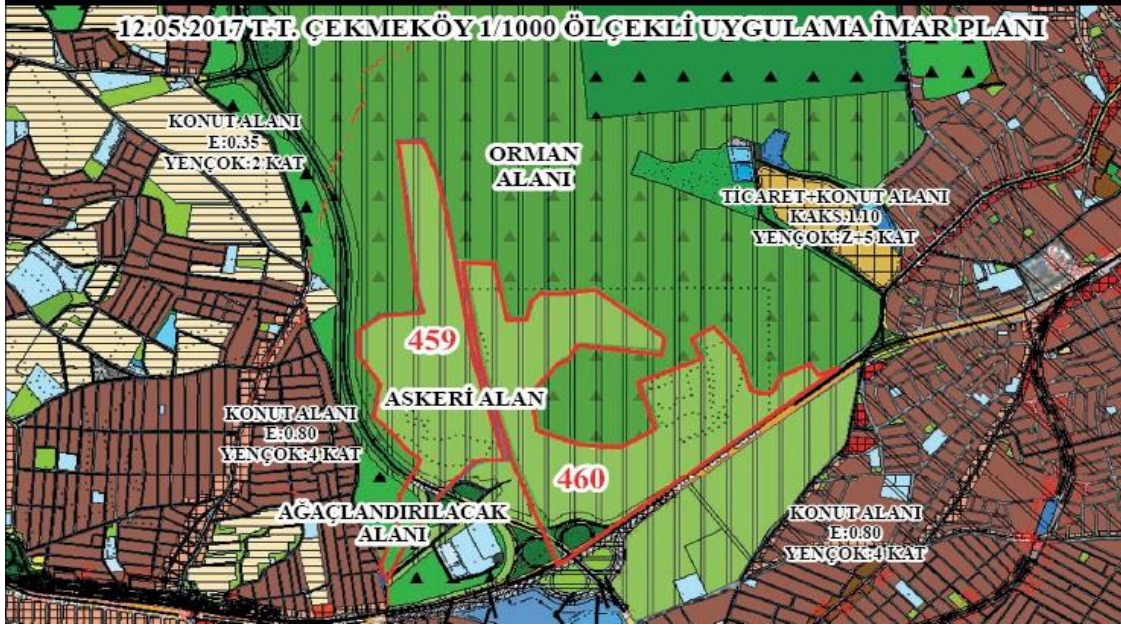 12.05.2017 T.T. ÇEKMEKÖY 1/1000 ÖLÇEKLİ UYGULAMA İMAR PLANI
KONUT ALANI
E:0.35
YENÇOK:2 KAT
ORMAN
ALANI
TİCARET+KONUT ALANI
KAKS:1.10
YENÇOK:Z+5 KAT
459
ASKERİ ALAN
KONUT ALANI
E:0.80
YENÇOK:4 KAT
460
AĞAÇLANDIRILACAK
ALANI
KONUT ALANI
E:0.80
YENÇOK:4 KAT